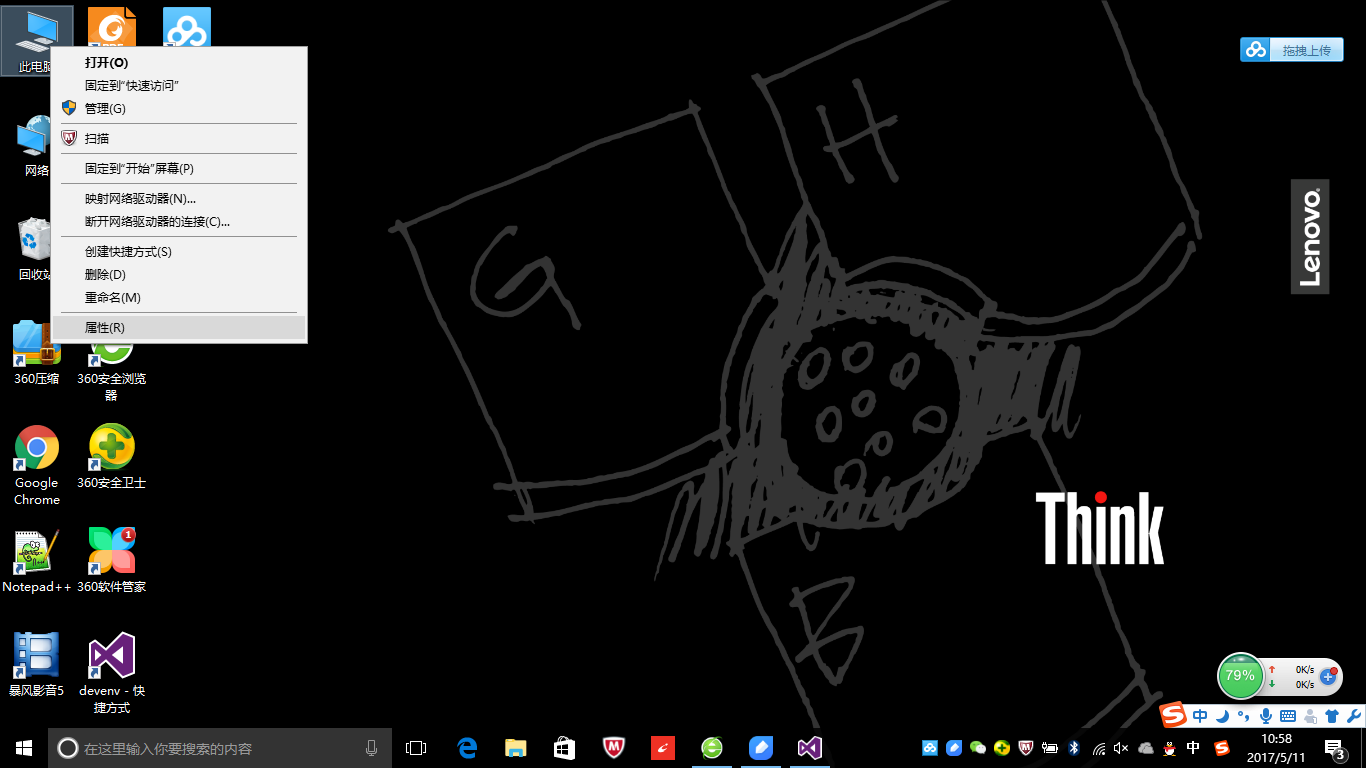 此电脑
打开(O)
固定到"快速访问"
管理(G)
扫描
固定到"开始"屏幕(P)
映射网络驱动器(N)...
断开网络驱动器的连接(C)...
创建快捷方式(S)
删除(D)
重命名(M)
属性(R)
网络
回收站
360压缩
360安全浏览
器
Google
Chrome
360安全卫士
Notepad++
1
360软件管家
暴风影音5
devenv - 快
捷方式
拖拽上传
G
H
B
Lenovo
Think
79%
0K/s
0K/s
S 中
在这里输入你要搜索的内容
中
10:58
2017/5/11
3